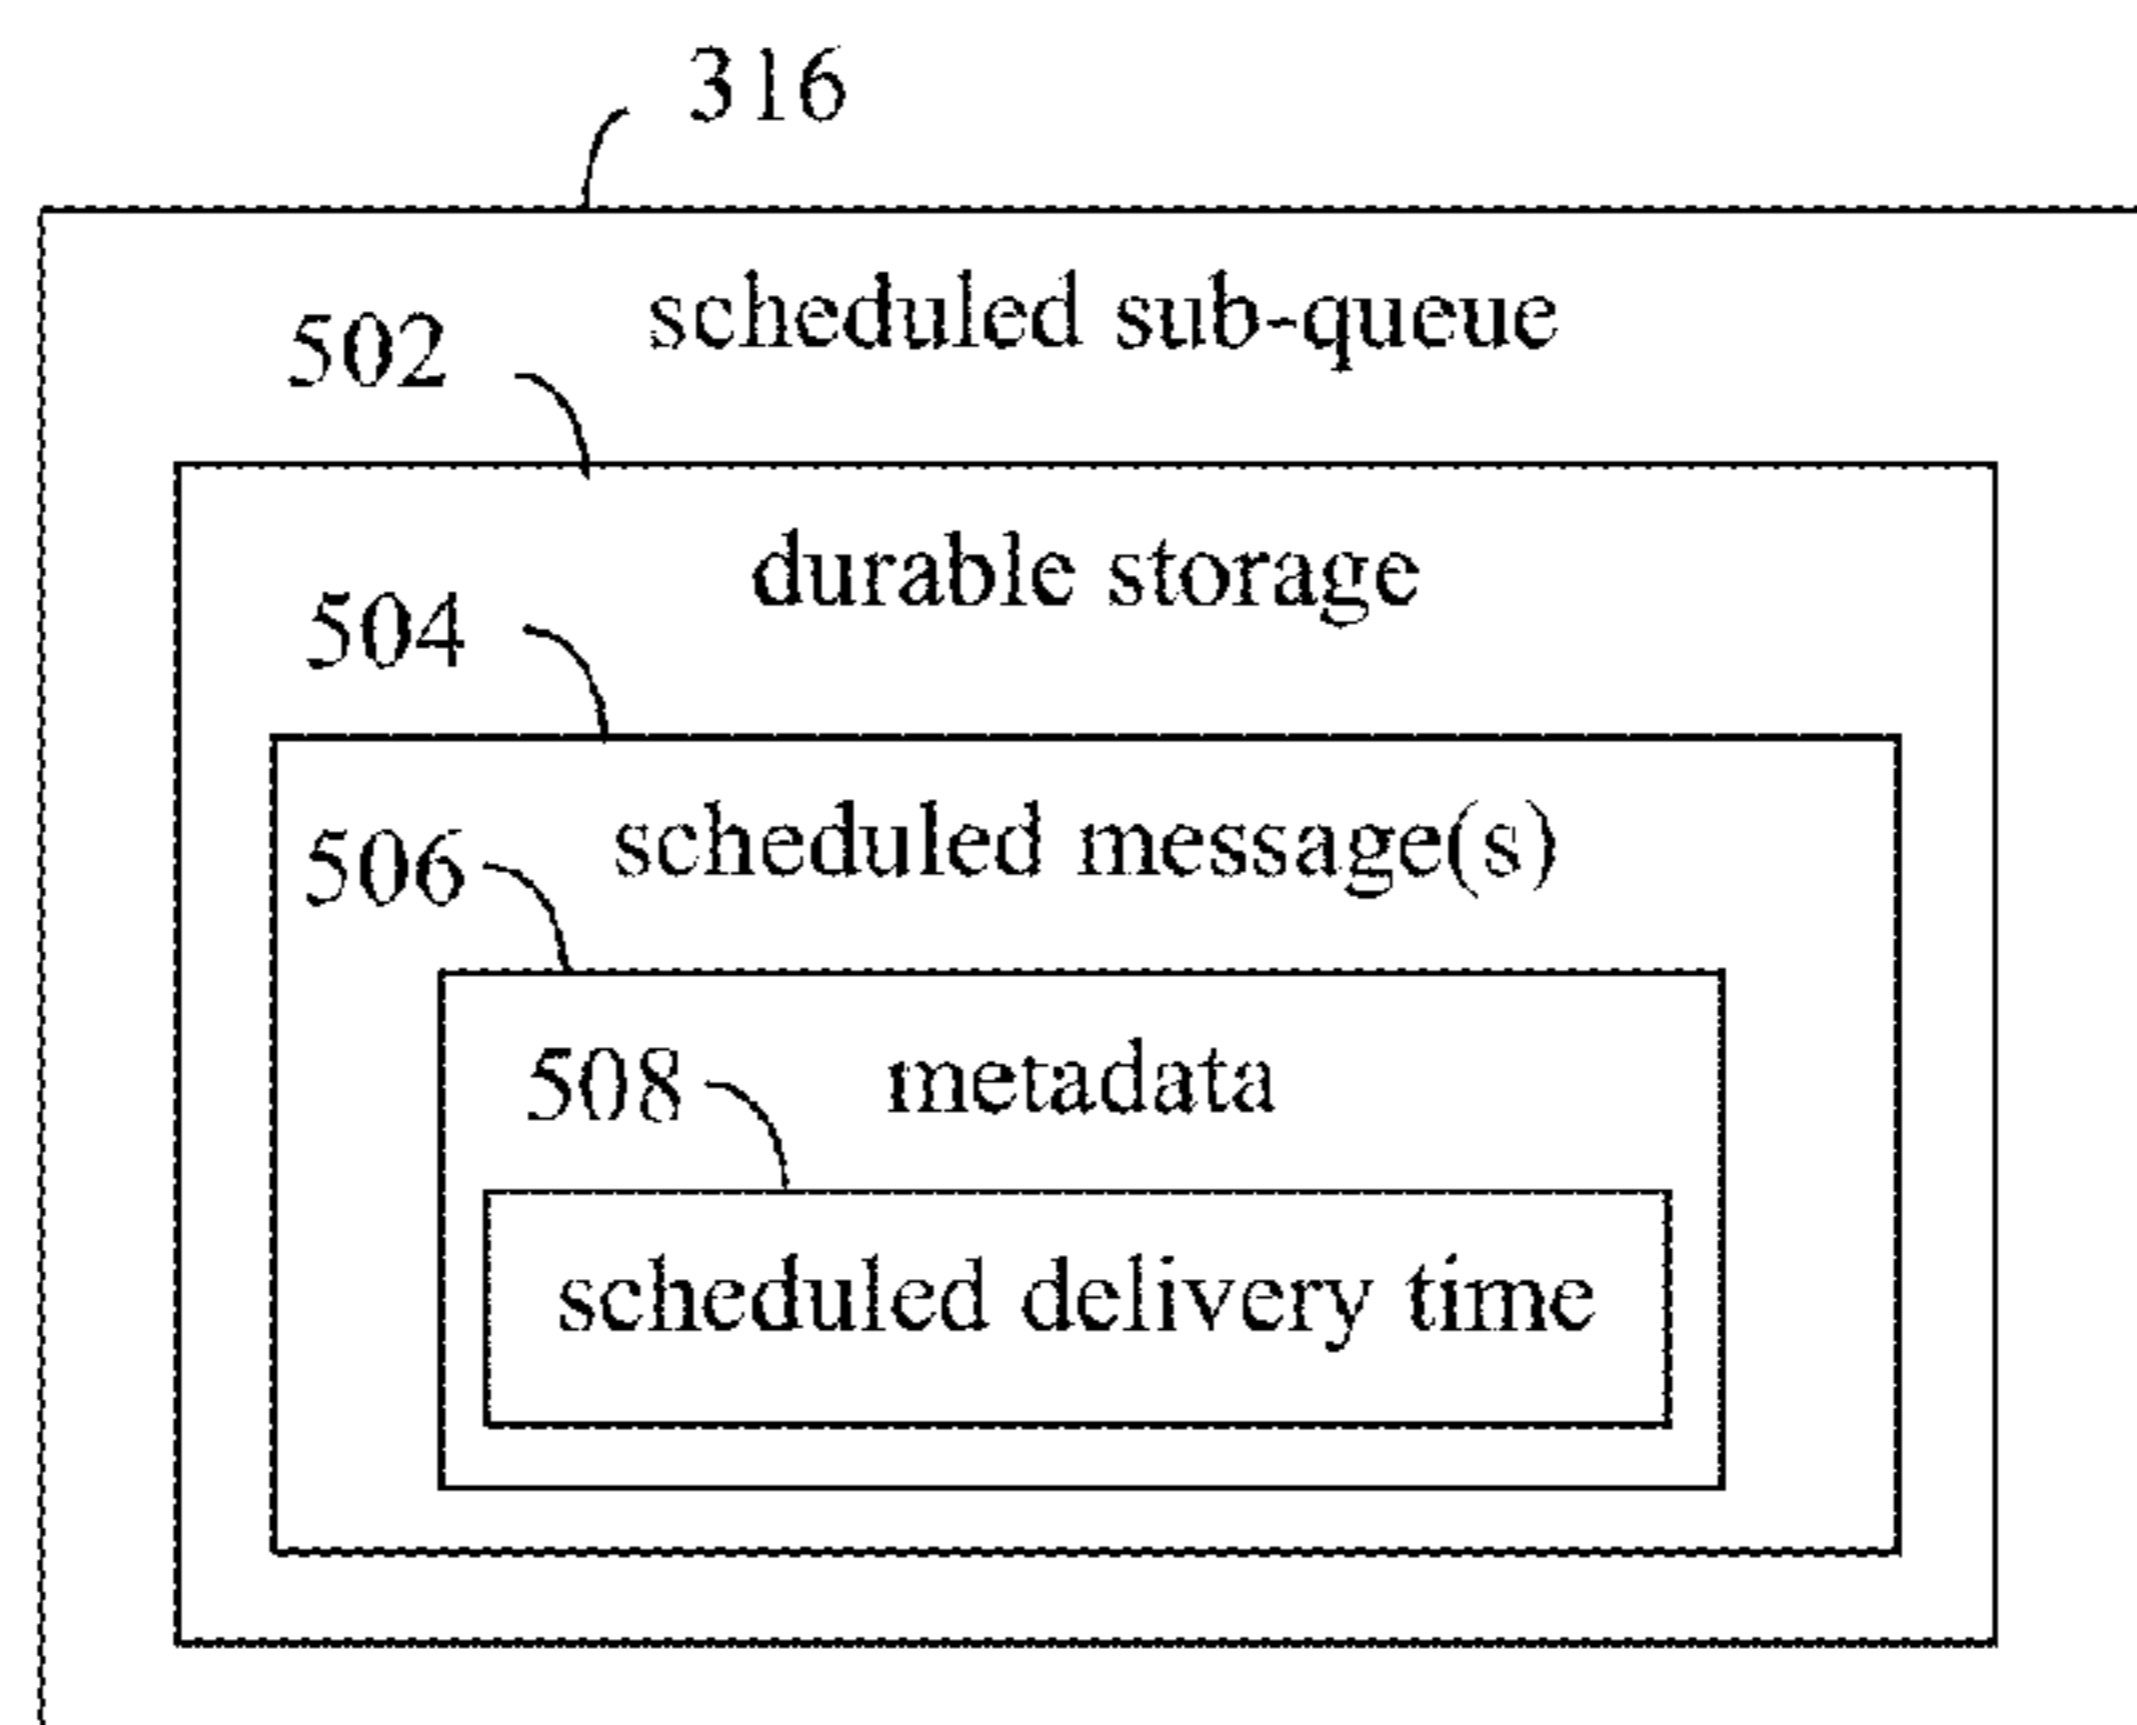 316
scheduled sub-queue
502
durable storage
504
scheduled message(s)
506
metadata
508
scheduled delivery time